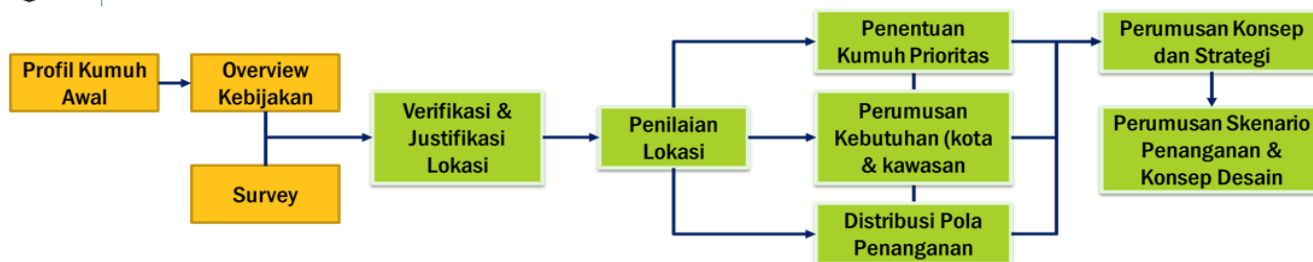 Profil Kumuh
Awal
Overview
Kebijakan
Survey
Verifikasi &
Justifikasi
Lokasi
Penilaian
Lokasi
Penentuan
Kumuh Prioritas
Perumusan
Kebutuhan (kota
& kawasan
Distribusi Pola
Penanganan
Perumusan Konsep
dan Strategi
Perumusan Skenario
Penanganan &
Konsep Desain